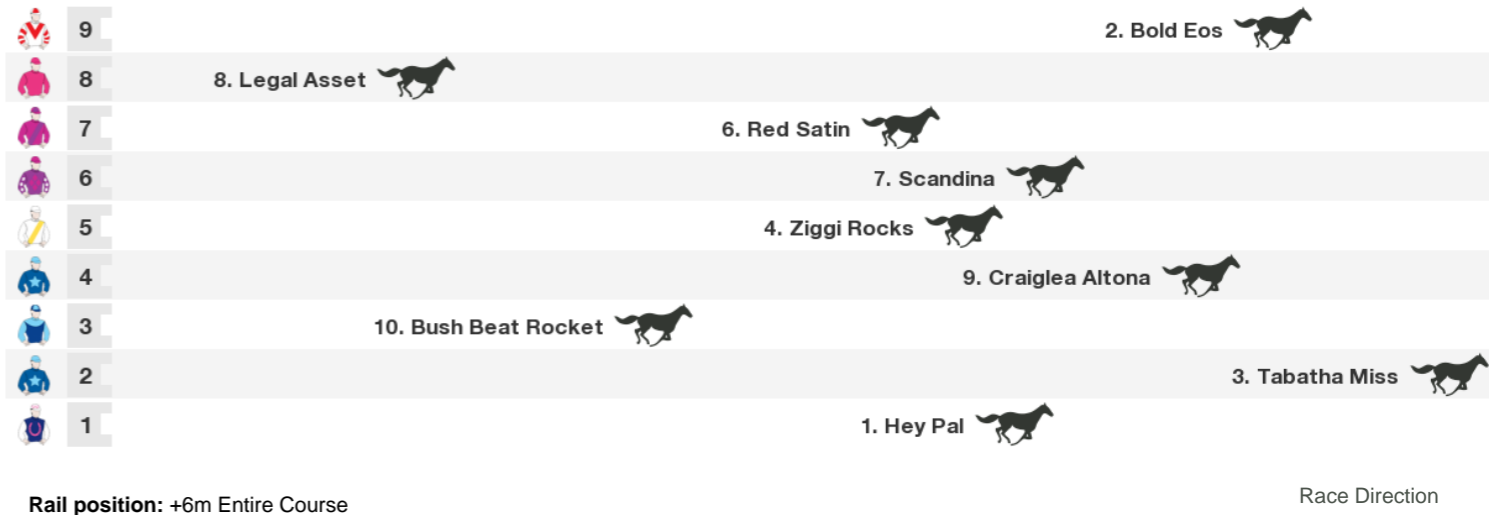 9 2. Bold Eos
8 8. Legal Asset
7 6. Red Satin
6 7. Scandina
5 4. Ziggi Rocks
4 9. Craiglea Altona
3 10. Bush Beat Rocket
2 3. Tabatha Miss
1 1. Hey Pal
Rail position: +6m Entire Course
Race Direction